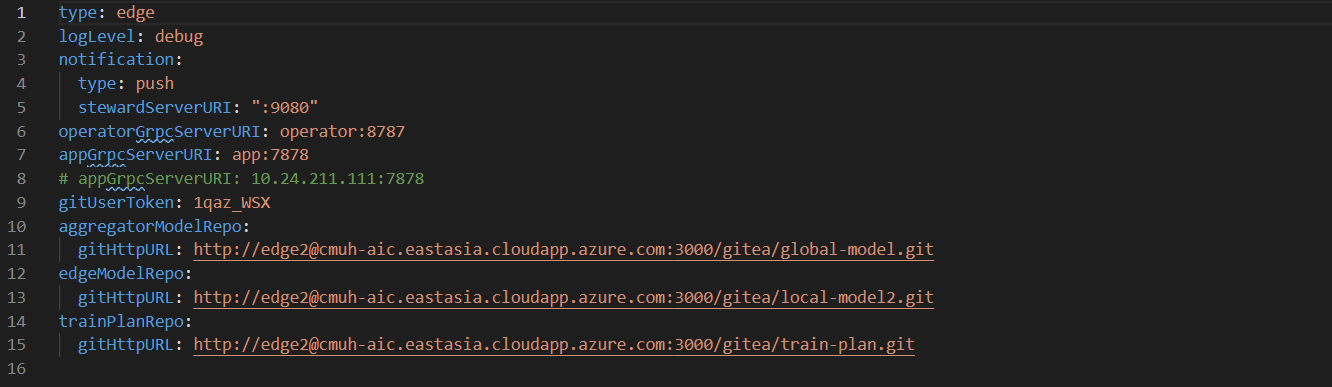 1 type: edge
2 logLevel: debug
3 notification:
4   type: push
5   stewardServerURI: ":9080"
6 operatorGrpcServerURI: operator:8787
7 appGrpcServerURI: app:7878
8 # appGrpcServerURI: 10.24.211.111:7878
9 gitUserToken: 1qaz_WSX
10 aggregatorModelRepo:
11   gitHttpURL: http://edge2@cmuh-aic.eastasia.cloudapp.azure.com:3000/gitea/global-model.git
12 edgeModelRepo:
13   gitHttpURL: http://edge2@cmuh-aic.eastasia.cloudapp.azure.com:3000/gitea/local-model2.git
14 trainPlanRepo:
15   gitHttpURL: http://edge2@cmuh-aic.eastasia.cloudapp.azure.com:3000/gitea/train-plan.git
16